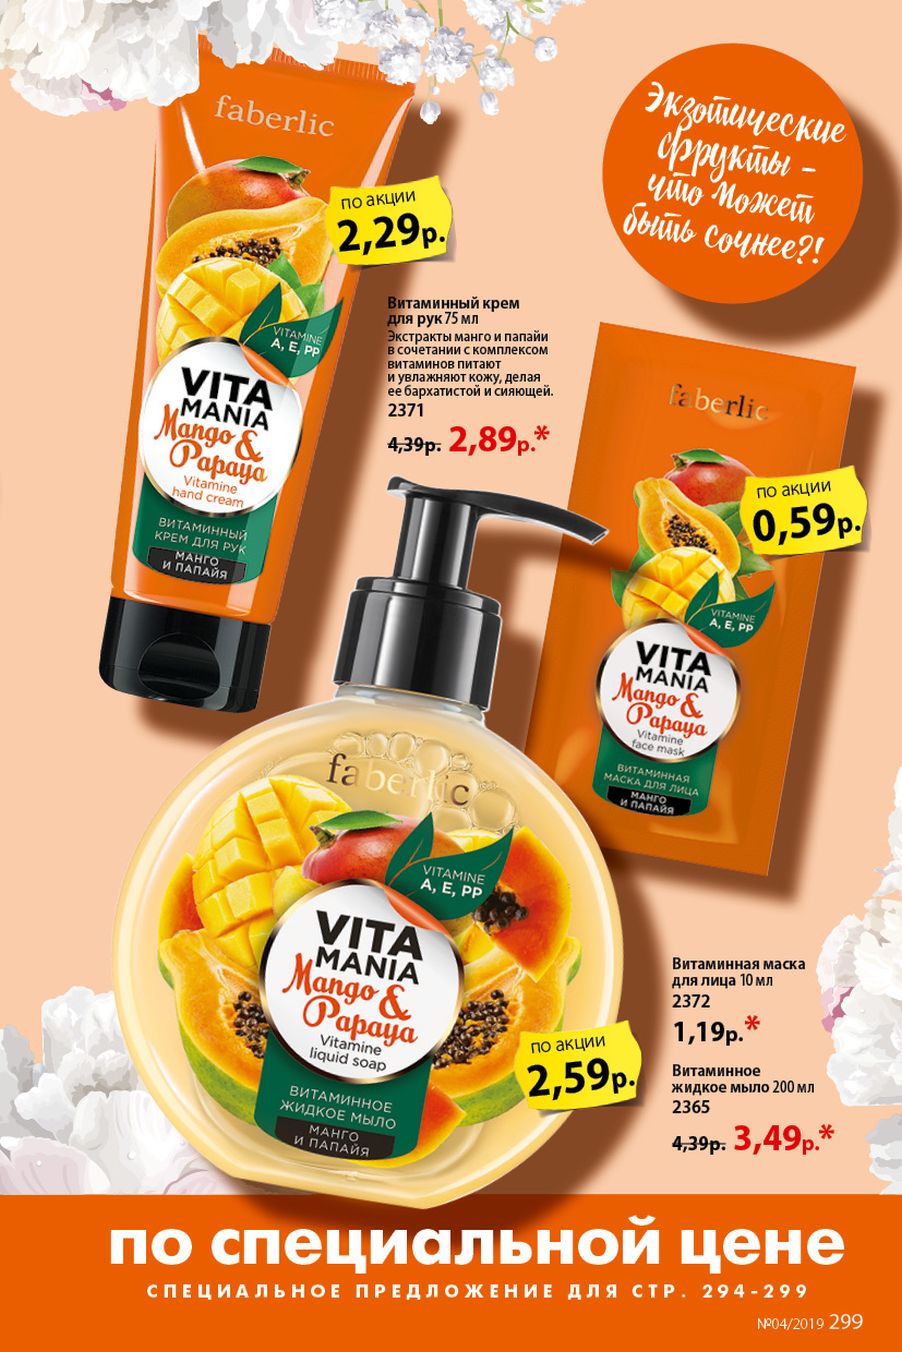 faberlic
VITAMINE
A, E, PP
VITA
MANIA
Mango &
Papaya
Vitamine
hand cream
ВИТАМИННЫЙ
КРЕМ ДЛЯ РУК
МАНГО
И ПАПАЙЯ
ПО АКЦИИ
2,29р.
Экзотические
фрукты –
что может
быть сочнее?!
Витаминный крем
для рук 75 мл
Экстракты манго и папайи
в сочетании с комплексом
витаминов питают
и увлажняют кожу, делая
ее бархатистой и сияющей.
2371
4,39р. 2,89р.*
faberlic
ПО АКЦИИ
0,59р.
VITAMINE
A, E, PP
VITA
MANIA
Mango &
Papaya
Vitamine
face mask
ВИТАМИННАЯ
МАСКА ДЛЯ ЛИЦА
МАНГО
И ПАПАЙЯ
faberlic
VITAMINE
A, E, PP
VITA
MANIA
Mango &
Papaya
Vitamine
liquid soap
ВИТАМИННОЕ
ЖИДКОЕ МЫЛО
МАНГО
И ПАПАЙЯ
ПО АКЦИИ
2,59р.
Витаминная маска
для лица 10 мл
2372
1,19р.*
Витаминное
жидкое мыло 200 мл
2365
4,39р. 3,49р.*
по специальной цене
СПЕЦИАЛЬНОЕ ПРЕДЛОЖЕНИЕ ДЛЯ СТР. 294-299
№04/2019 299